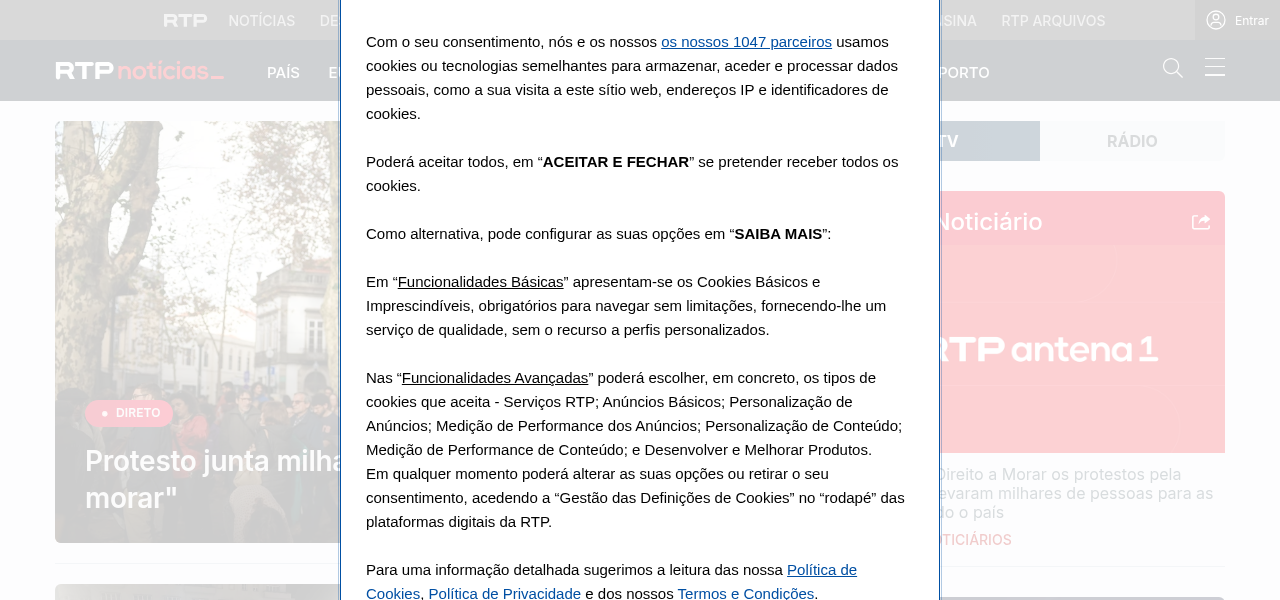 RTP NOTÍCIAS DE SINA RTP ARQUIVOS Entrar
RTP notícias_ PAÍS E PORTO
TV RÁDIO
Noticiário
RTP antena 1
Direito a Morar os protestos pela
evaram milhares de pessoas para as
do o país
OTICIÁRIOS
DIRETO
Protesto junta milha
morar"
Com o seu consentimento, nós e os nossos os nossos 1047 parceiros usamos
cookies ou tecnologias semelhantes para armazenar, aceder e processar dados
pessoais, como a sua visita a este sítio web, endereços IP e identificadores de
cookies.
Poderá aceitar todos, em “ACEITAR E FECHAR” se pretender receber todos os
cookies.
Como alternativa, pode configurar as suas opções em “SAIBA MAIS”:
Em “Funcionalidades Básicas” apresentam-se os Cookies Básicos e
Imprescindíveis, obrigatórios para navegar sem limitações, fornecendo-lhe um
serviço de qualidade, sem o recurso a perfis personalizados.
Nas “Funcionalidades Avançadas” poderá escolher, em concreto, os tipos de
cookies que aceita - Serviços RTP; Anúncios Básicos; Personalização de
Anúncios; Medição de Performance dos Anúncios; Personalização de Conteúdo;
Medição de Performance de Conteúdo; e Desenvolver e Melhorar Produtos.
Em qualquer momento poderá alterar as suas opções ou retirar o seu
consentimento, acedendo a “Gestão das Definições de Cookies” no “rodapé” das
plataformas digitais da RTP.
Para uma informação detalhada sugerimos a leitura das nossa Política de
Cookies, Política de Privacidade e dos nossos Termos e Condições.